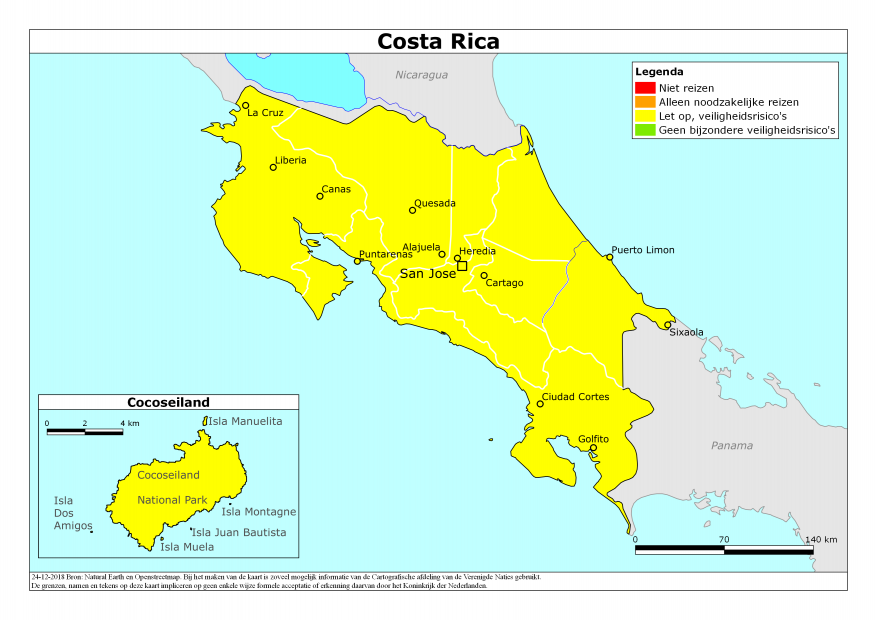 Costa Rica
Nicaragua
Legenda
Niet reizen
Alleen noodzakelijke reizen
Let op, veiligheidsrisico's
Geen bijzondere veiligheidsrisico's
La Cruz
Liberia
Canas
Quesada
Puntarenas
Alajuela
Heredia
San Jose
Cartago
Puerto Limon
Sixaola
Ciudad Cortes
Golfito
Panama
Cocoseiland
0 2 4 km
Isla Manuelita
Cocoseiland
National Park
Isla
Dos
Amigos
Isla Montagne
Isla Juan Bautista
Isla Muela
0 70 140 km
24-12-2018 Bron: Natural Earth en Openstreetmap. Bij het maken van de kaart is zoveel mogelijk informatie van de Cartografische afdeling van de Verenigde Naties gebruikt.
De grenzen, namen en tekens op deze kaart impliceren op geen enkele wijze formele acceptatie of erkenning daarvan door het Koninkrijk der Nederlanden.